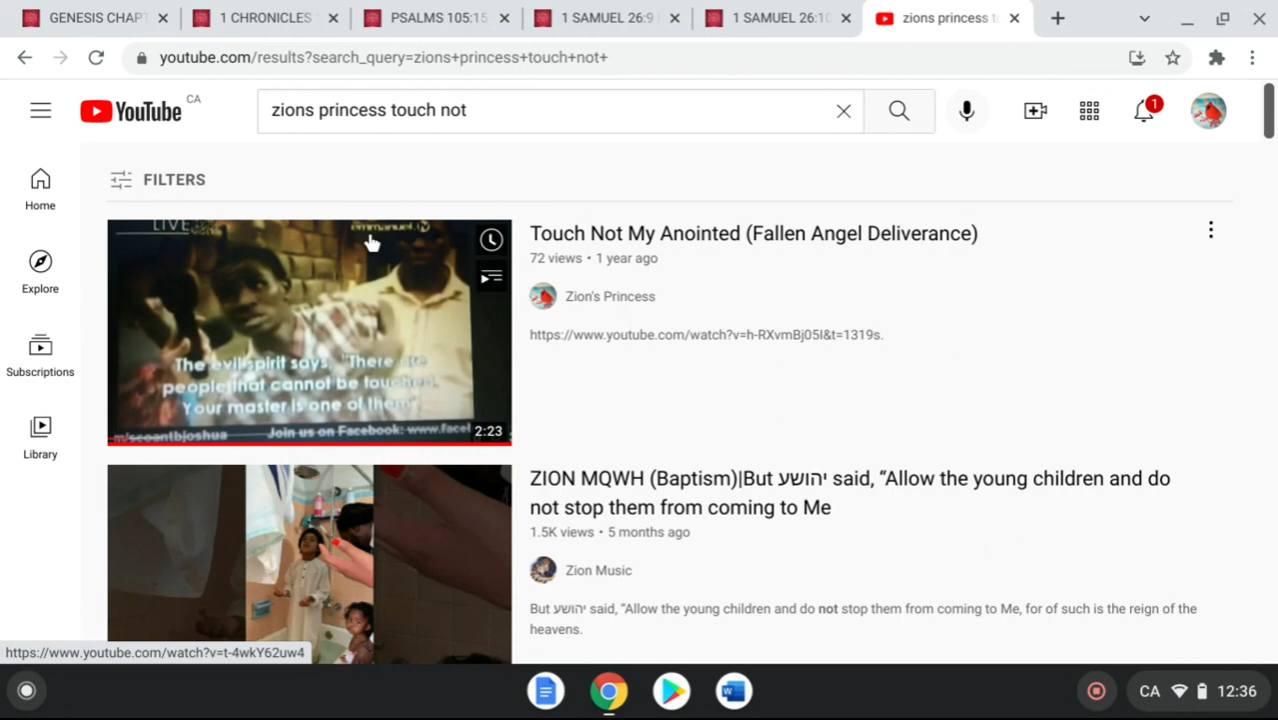 GENESIS CHAPT
1 CHRONICLES
PSALMS 105:15
1 SAMUEL 26:9
1 SAMUEL 26:10
zions princess t
youtube.com/results?search_query=zions+princess+touch+not+
YouTube CA
zions princess touch not
1
Home
Explore
Subscriptions
Library
FILTERS
LIVE
emmanuel.tv
The evil spirit says, "There are
people that cannot be touched.
Your master is one of them
m/scoantbjoshua Join us on Facebook: www.face
2:23
Touch Not My Anointed (Fallen Angel Deliverance)
72 views • 1 year ago
Zion's Princess
https://www.youtube.com/watch?v=h-RXvmBj05I&t=1319s.
ZION MQWH (Baptism)|But יהושע said, “Allow the young children and do
not stop them from coming to Me
1.5K views • 5 months ago
Zion Music
But יהושע said, “Allow the young children and do not stop them from coming to Me, for of such is the reign of the
heavens.
https://www.youtube.com/watch?v=t-4wkY62uw4
CA 12:36